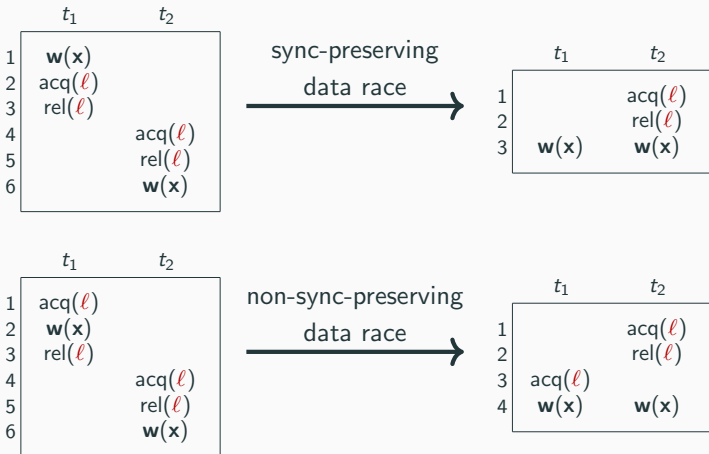 t₁ t₂
1 w(x)
2 acq(ℓ)
3 rel(ℓ)
4 acq(ℓ)
5 rel(ℓ)
6 w(x)
sync-preserving
data race
t₁ t₂
1 acq(ℓ)
2 rel(ℓ)
3 w(x) w(x)
t₁ t₂
1 acq(ℓ)
2 w(x)
3 rel(ℓ)
4 acq(ℓ)
5 rel(ℓ)
6 w(x)
non-sync-preserving
data race
t₁ t₂
1 acq(ℓ)
2 rel(ℓ)
3 acq(ℓ)
4 w(x) w(x)